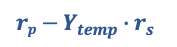 r_p − Y_temp · r_s